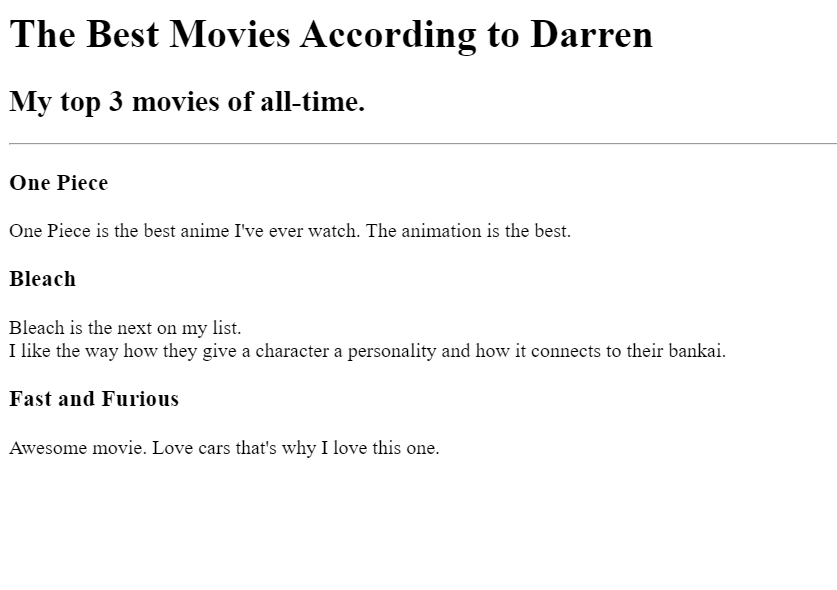 The Best Movies According to Darren
My top 3 movies of all-time.
One Piece
One Piece is the best anime I've ever watch. The animation is the best.
Bleach
Bleach is the next on my list.
I like the way how they give a character a personality and how it connects to their bankai.
Fast and Furious
Awesome movie. Love cars that's why I love this one.